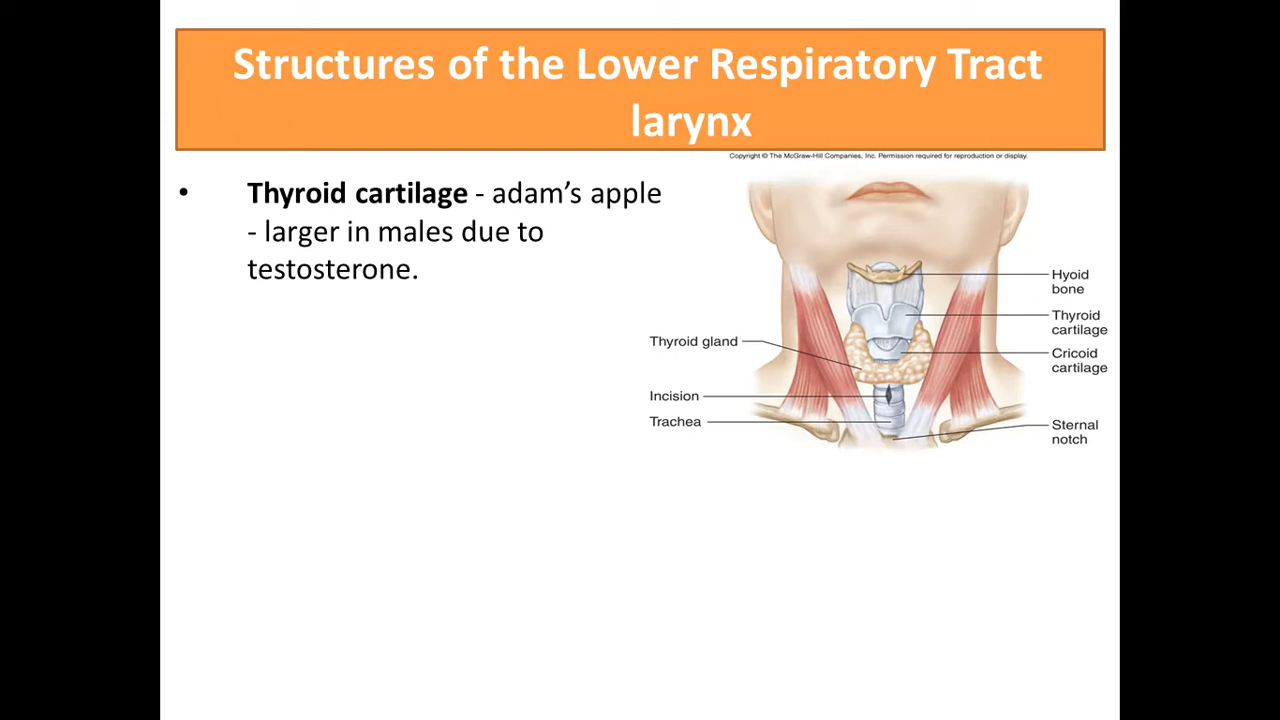 Structures of the Lower Respiratory Tract
larynx
Copyright © The McGraw-Hill Companies, Inc. Permission required for reproduction or display.
• Thyroid cartilage - adam’s apple
- larger in males due to
testosterone.
Hyoid
bone
Thyroid
cartilage
Thyroid gland
Cricoid
cartilage
Incision
Trachea
Sternal
notch